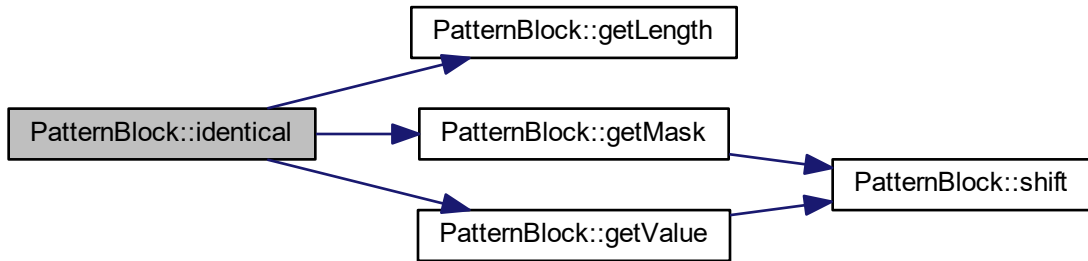 PatternBlock::getLength
PatternBlock::identical
PatternBlock::getMask
PatternBlock::shift
PatternBlock::getValue